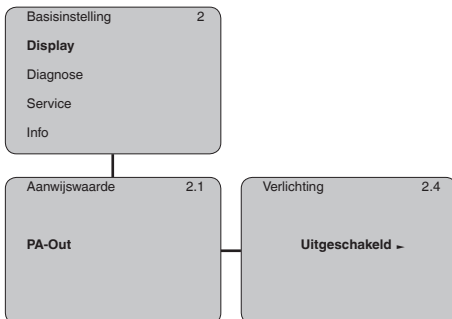 Basisinstelling 2
Display
Diagnose
Service
Info
Aanwijswaarde 2.1
PA-Out
Verlichting 2.4
Uitgeschakeld ►